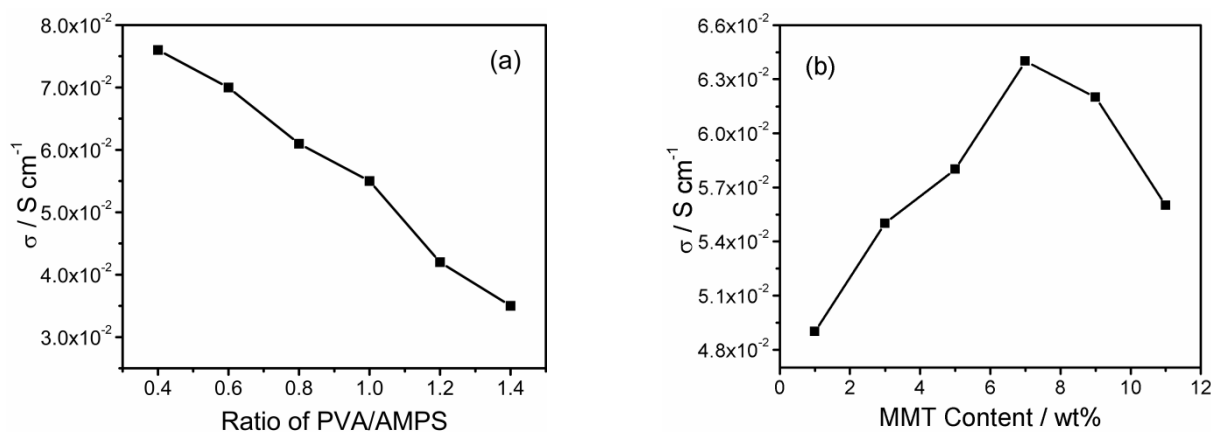 (a)
σ / S cm⁻¹
8.0x10⁻²
7.0x10⁻²
6.0x10⁻²
5.0x10⁻²
4.0x10⁻²
3.0x10⁻²
0.4 0.6 0.8 1.0 1.2 1.4
Ratio of PVA/AMPS
(b)
σ / S cm⁻¹
6.6x10⁻²
6.3x10⁻²
6.0x10⁻²
5.7x10⁻²
5.4x10⁻²
5.1x10⁻²
4.8x10⁻²
0 2 4 6 8 10 12
MMT Content / wt%